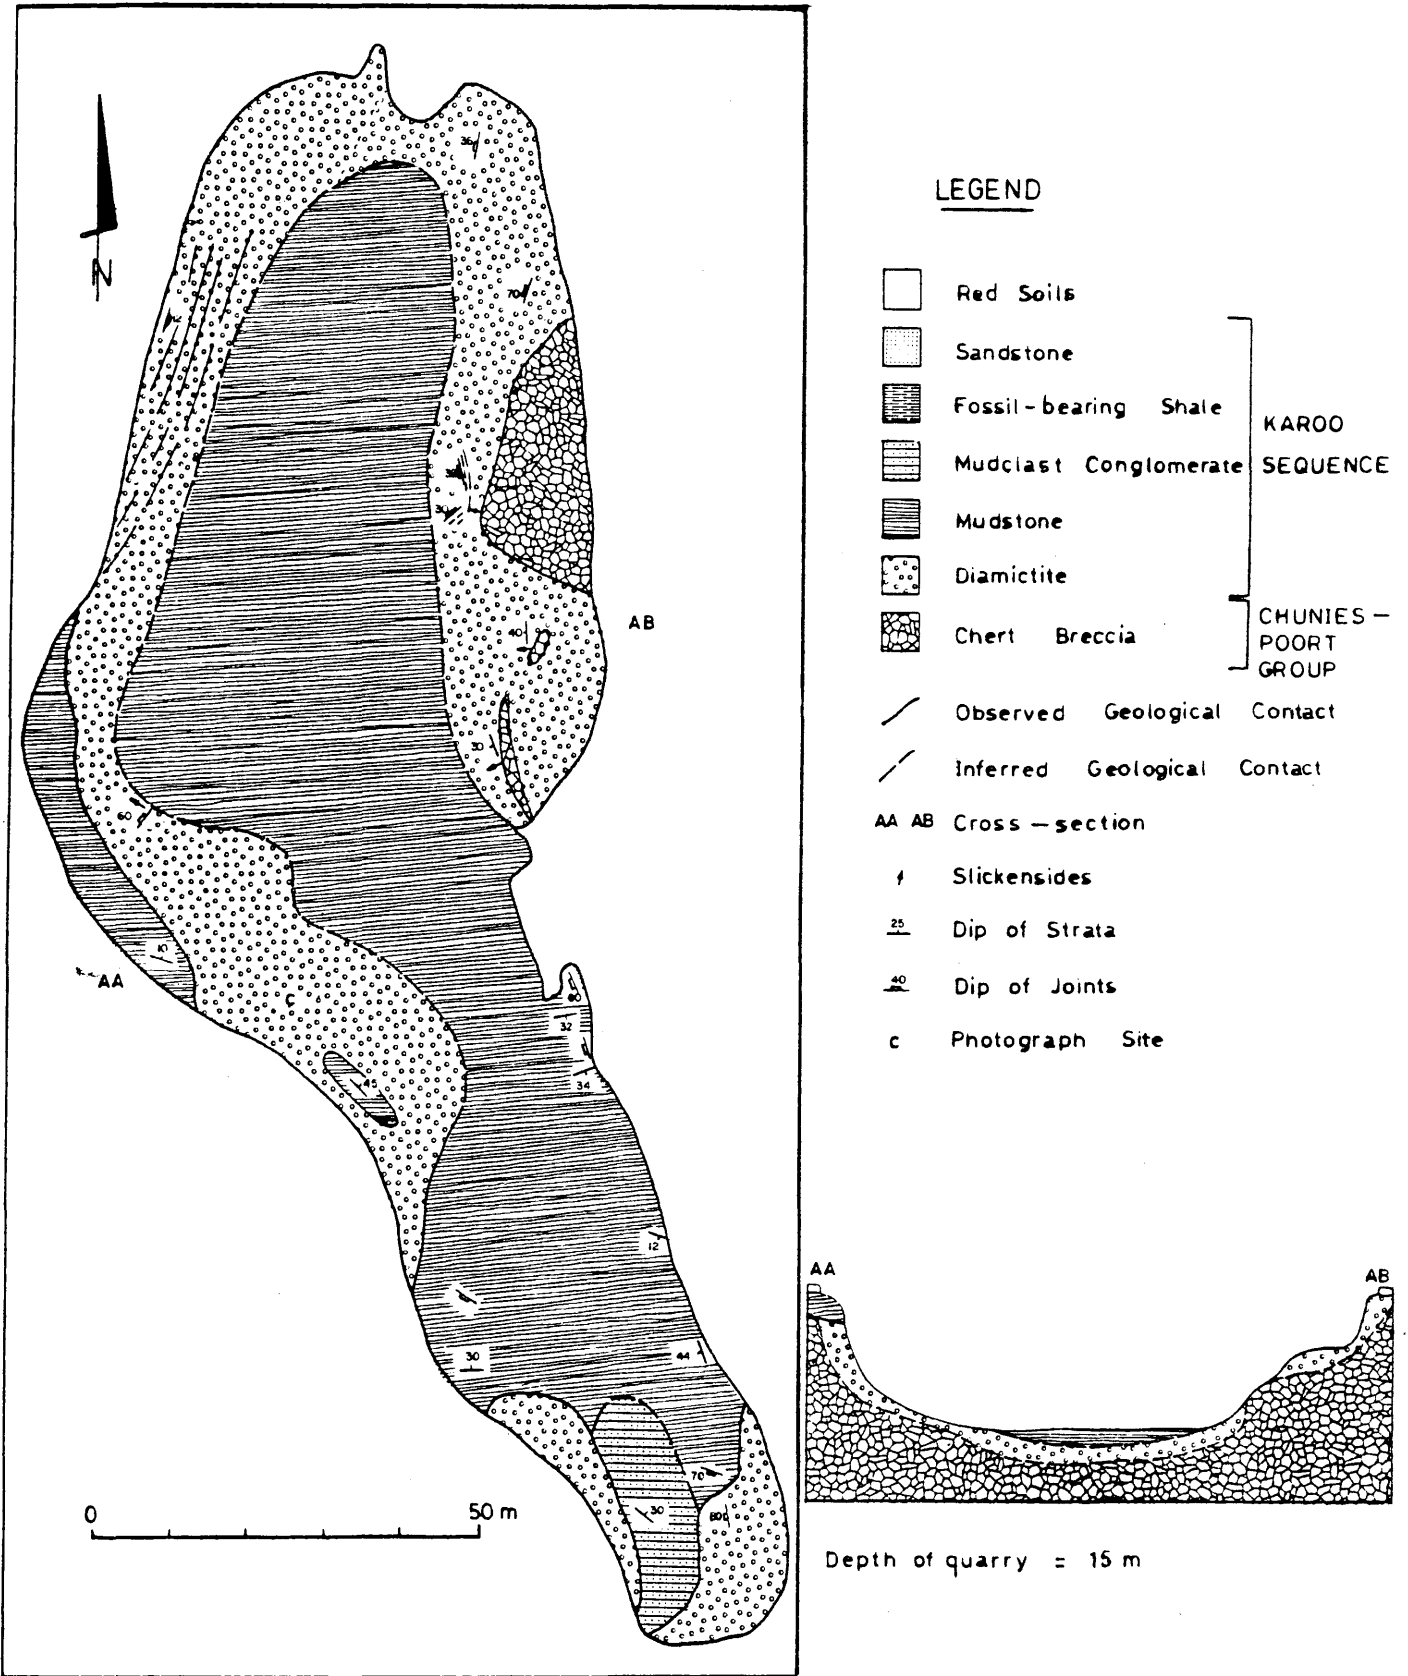 N
36
70
12
30
30
40
30
60
AB
10
AA
C
45
80
32
34
12
30
44
70
30
80
0 50 m
LEGEND
Red Soils
Sandstone
Fossil-bearing Shale
Mudclast Conglomerate
Mudstone
Diamictite
Chert Breccia
KAROO
SEQUENCE
CHUNIES-
POORT
GROUP
Observed Geological Contact
Inferred Geological Contact
AA AB Cross-section
Slickensides
25 Dip of Strata
40 Dip of Joints
c Photograph Site
AA AB
Depth of quarry = 15 m